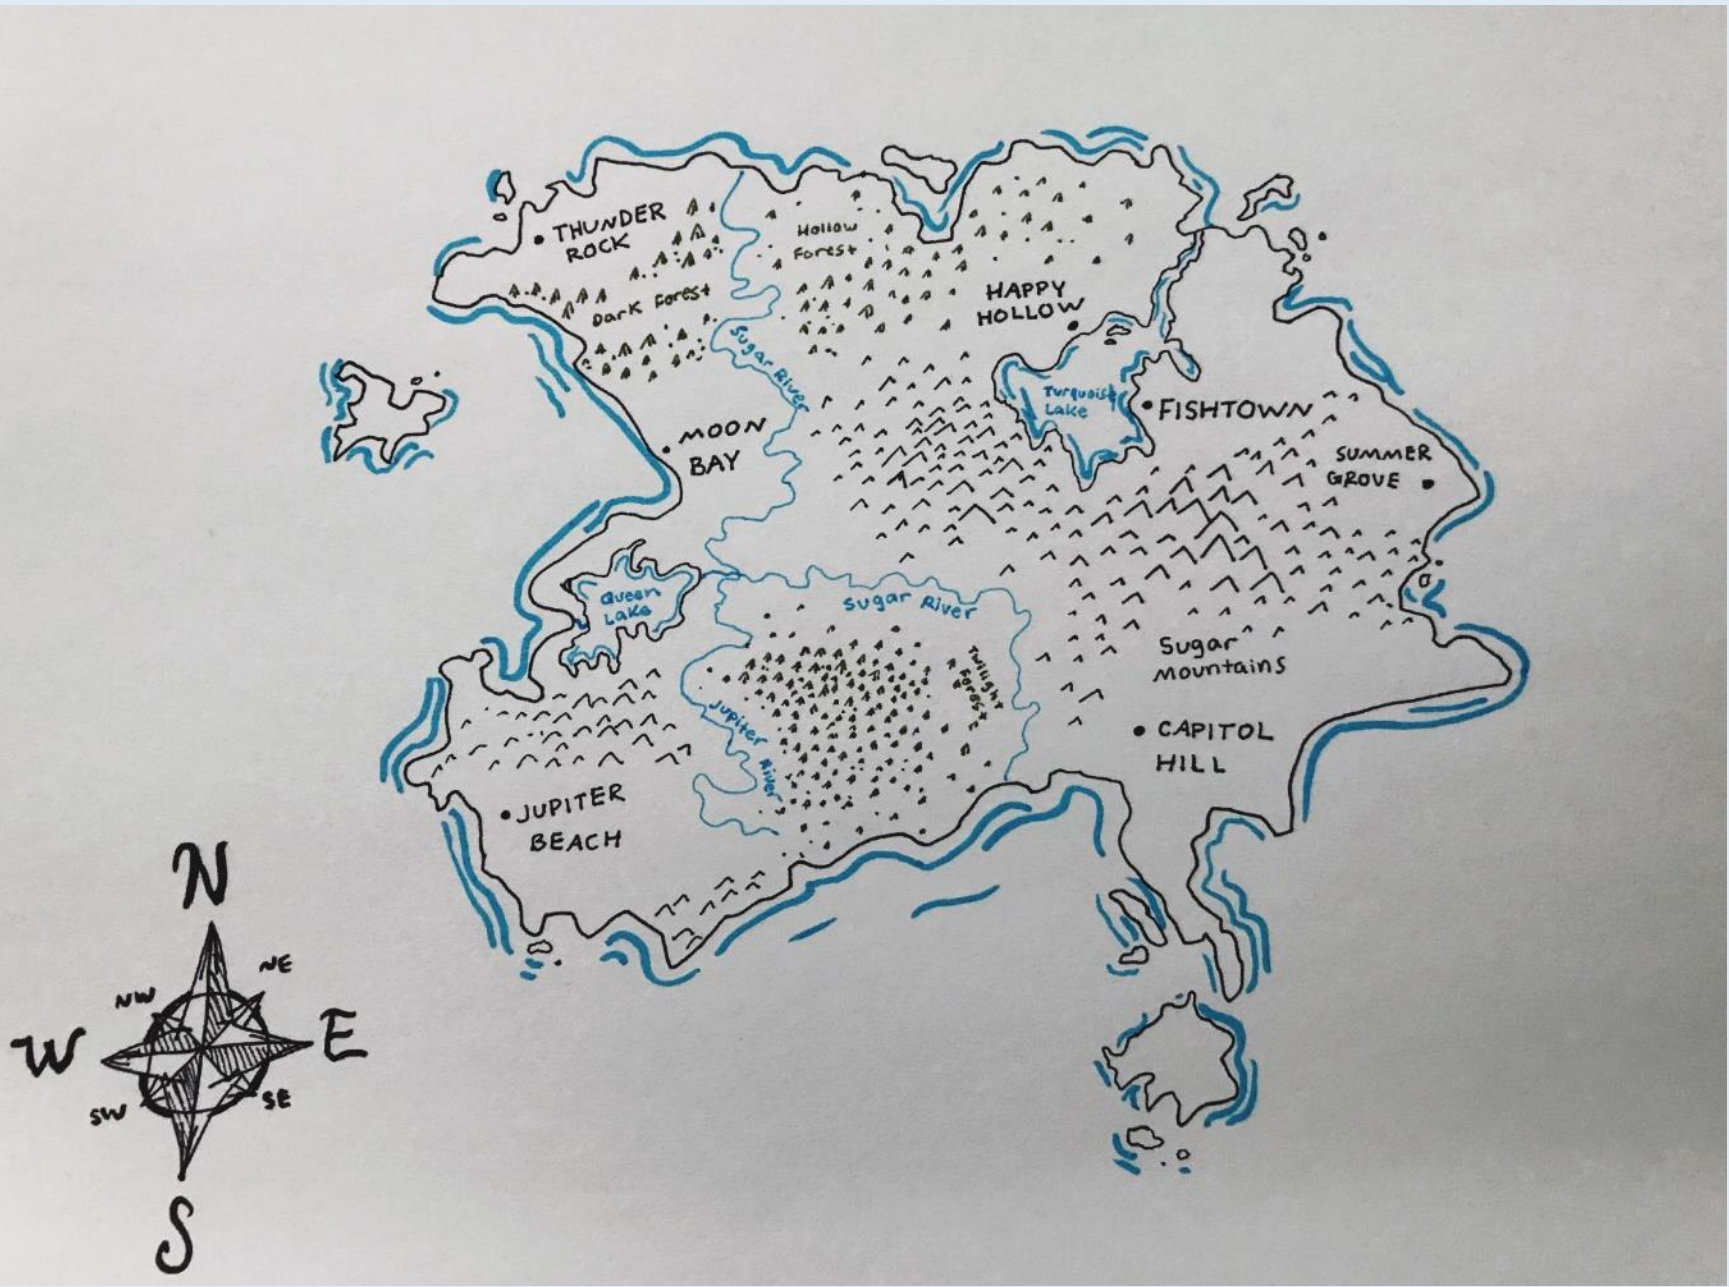 THUNDER
ROCK
Hollow
Forest
Dark Forest
HAPPY
HOLLOW
Sugar River
Turquoise
Lake
FISHTOWN
MOON
BAY
SUMMER
GROVE
Queen
Lake
Sugar River
Twilight
Forest
Sugar
Mountains
Jupiter
River
CAPITOL
HILL
JUPITER
BEACH
N
NW
NE
W
E
SW
SE
S